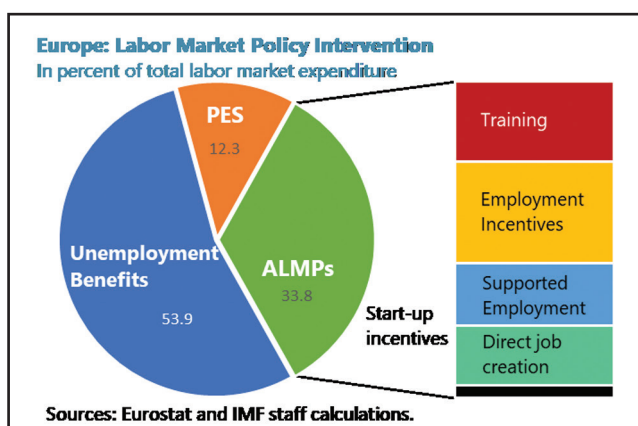 Europe: Labor Market Policy Intervention
In percent of total labor market expenditure
PES
12.3
Unemployment
Benefits
53.9
ALMPs
33.8
Start-up
incentives
Training
Employment
Incentives
Supported
Employment
Direct job
creation
Sources: Eurostat and IMF staff calculations.